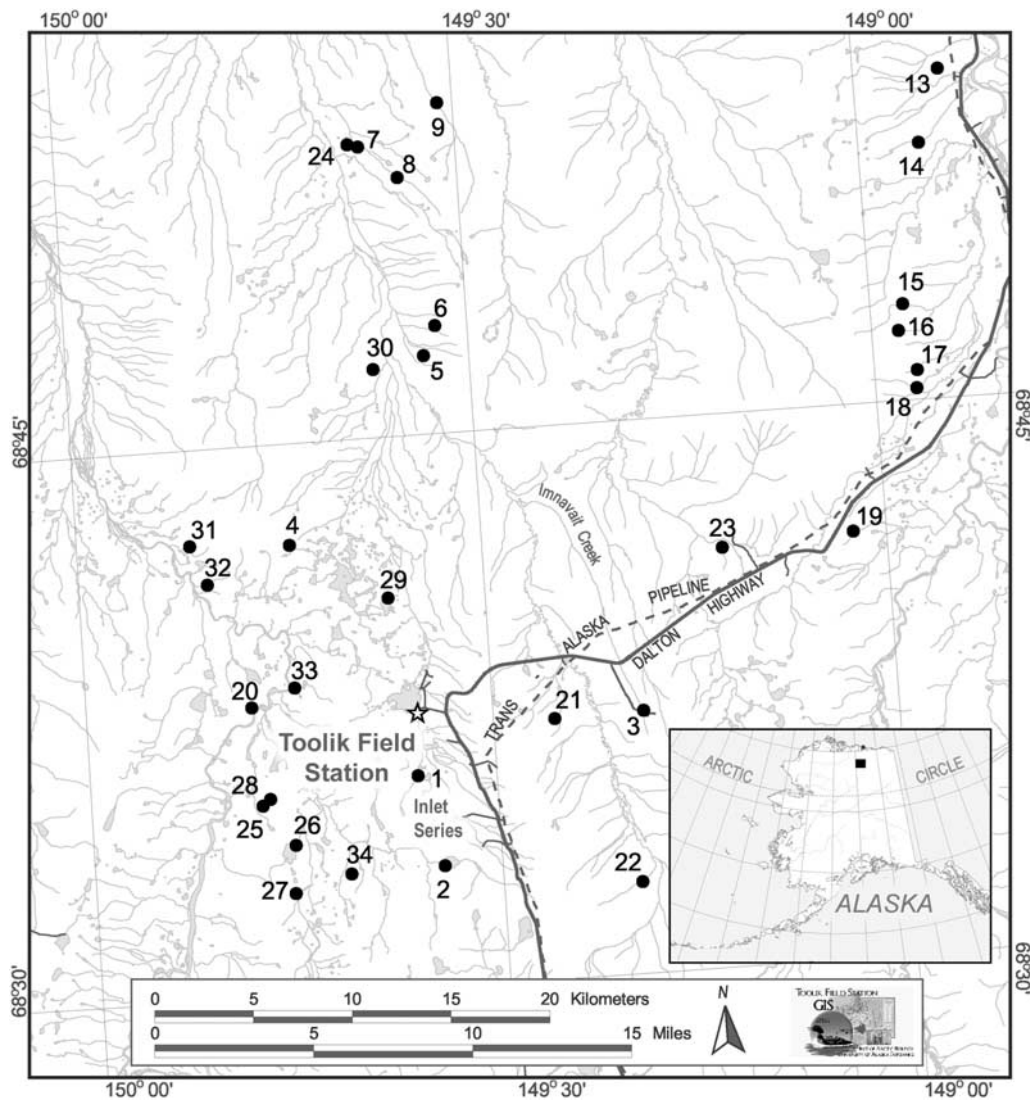 150° 00'
149° 30'
149° 00'
13
9
7
24
8
14
15
6
16
30
5
17
18
68°45'
68°45'
Imnavait Creek
31
4
23
19
32
29
PIPELINE
HIGHWAY
ALASKA
DALTON
33
20
21
3
TRANS
Toolik Field
Station
ARCTIC
CIRCLE
28
1
25
26
Inlet
Series
34
2
22
27
ALASKA
68°30'
68°30'
0 5 10 15 20 Kilometers
N
TOOLIK FIELD STATION
GIS
0 5 10 15 Miles
150° 00'
149° 30'
149° 00'